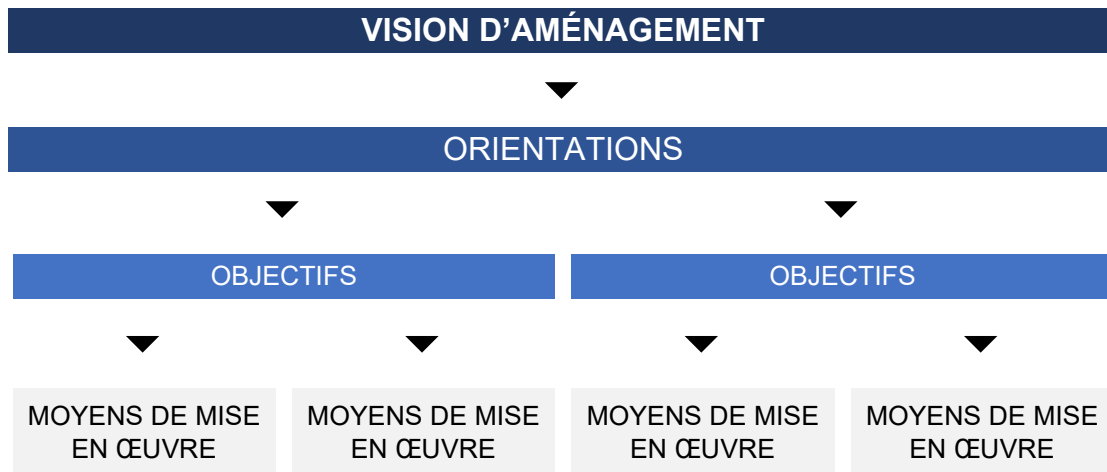 VISION D’AMÉNAGEMENT
ORIENTATIONS
OBJECTIFS
OBJECTIFS
MOYENS DE MISE
EN ŒUVRE
MOYENS DE MISE
EN ŒUVRE
MOYENS DE MISE
EN ŒUVRE
MOYENS DE MISE
EN ŒUVRE